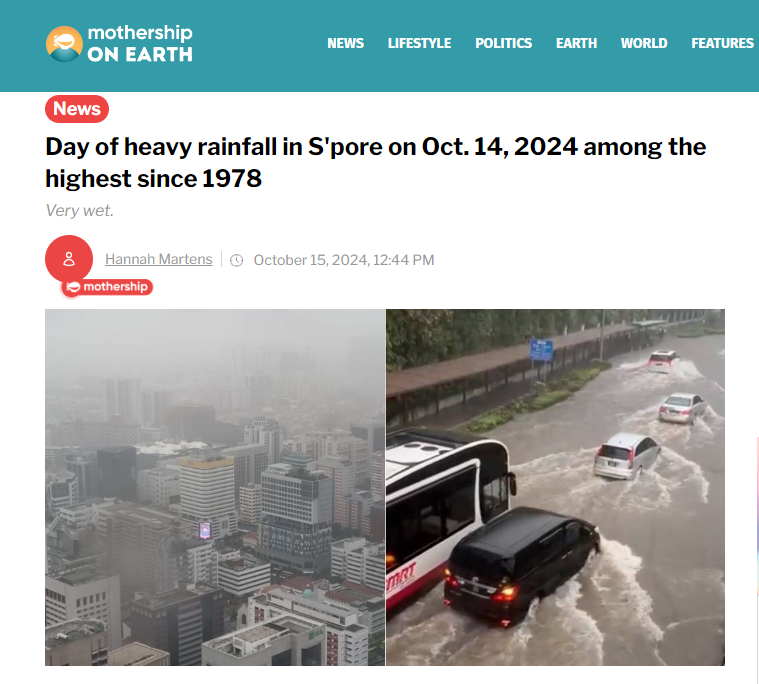 mothership
ON EARTH
NEWS LIFESTYLE POLITICS EARTH WORLD FEATURES
News
Day of heavy rainfall in S'pore on Oct. 14, 2024 among the
highest since 1978
Very wet.
Hannah Martens October 15, 2024, 12:44 PM
mothership
SMRT